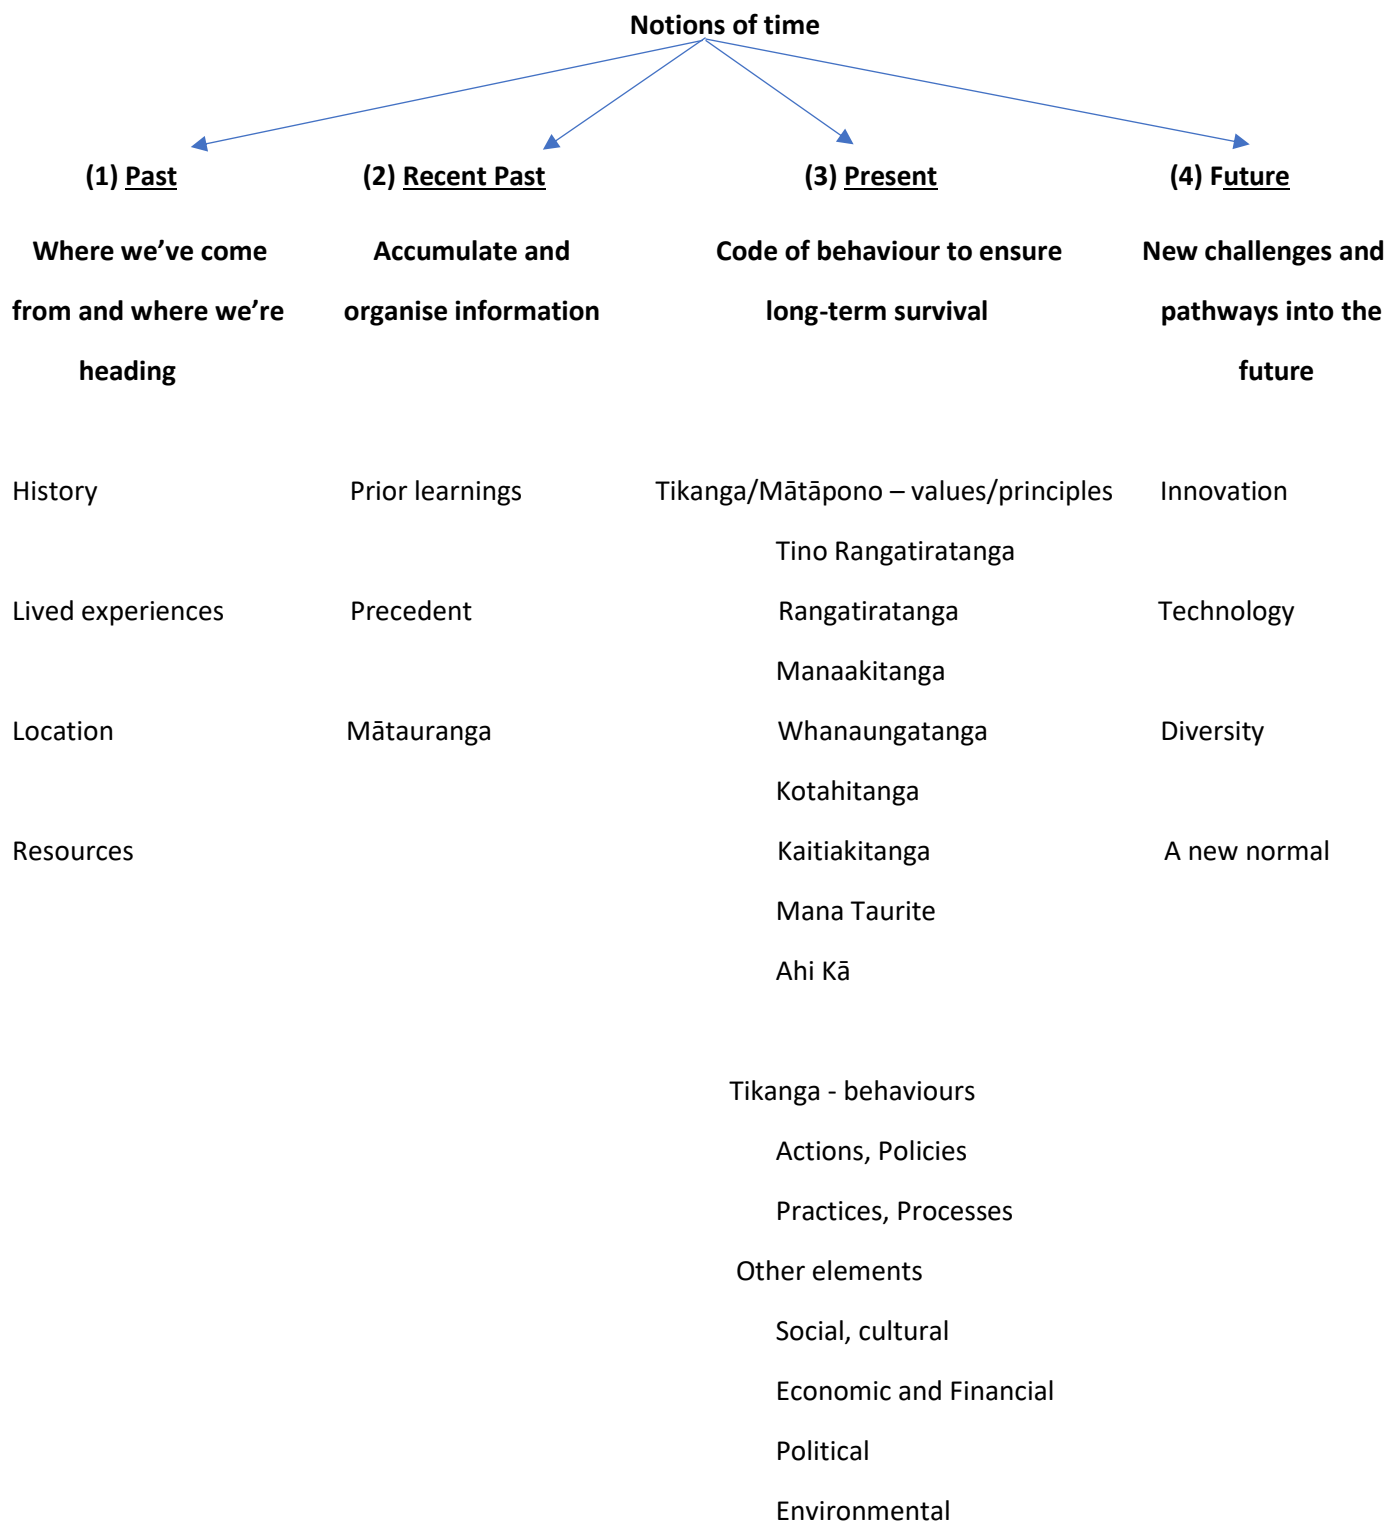 Notions of time
(1) Past (2) Recent Past (3) Present (4) Future
Where we’ve come Accumulate and Code of behaviour to ensure New challenges and
from and where we’re organise information long-term survival pathways into the
heading future
History Prior learnings Tikanga/Mātāpono – values/principles Innovation
Tino Rangatiratanga
Lived experiences Precedent Rangatiratanga Technology
Manaakitanga
Location Mātauranga Whanaungatanga Diversity
Kotahitanga
Resources Kaitiakitanga A new normal
Mana Taurite
Ahi Kā
Tikanga - behaviours
Actions, Policies
Practices, Processes
Other elements
Social, cultural
Economic and Financial
Political
Environmental